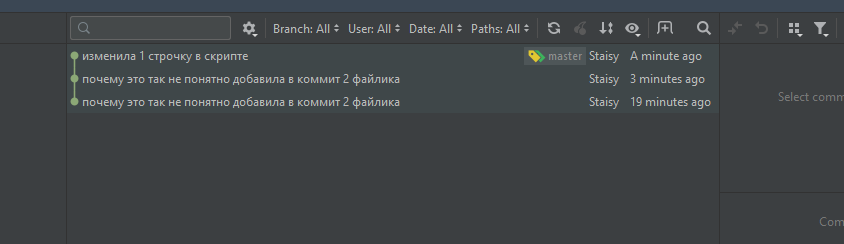 Branch: All User: All Date: All Paths: All
изменила 1 строчку в скрипте master Staisy A minute ago
Select comm
почему это так не понятно добавила в коммит 2 файлика Staisy 3 minutes ago
почему это так не понятно добавила в коммит 2 файлика Staisy 19 minutes ago
Com